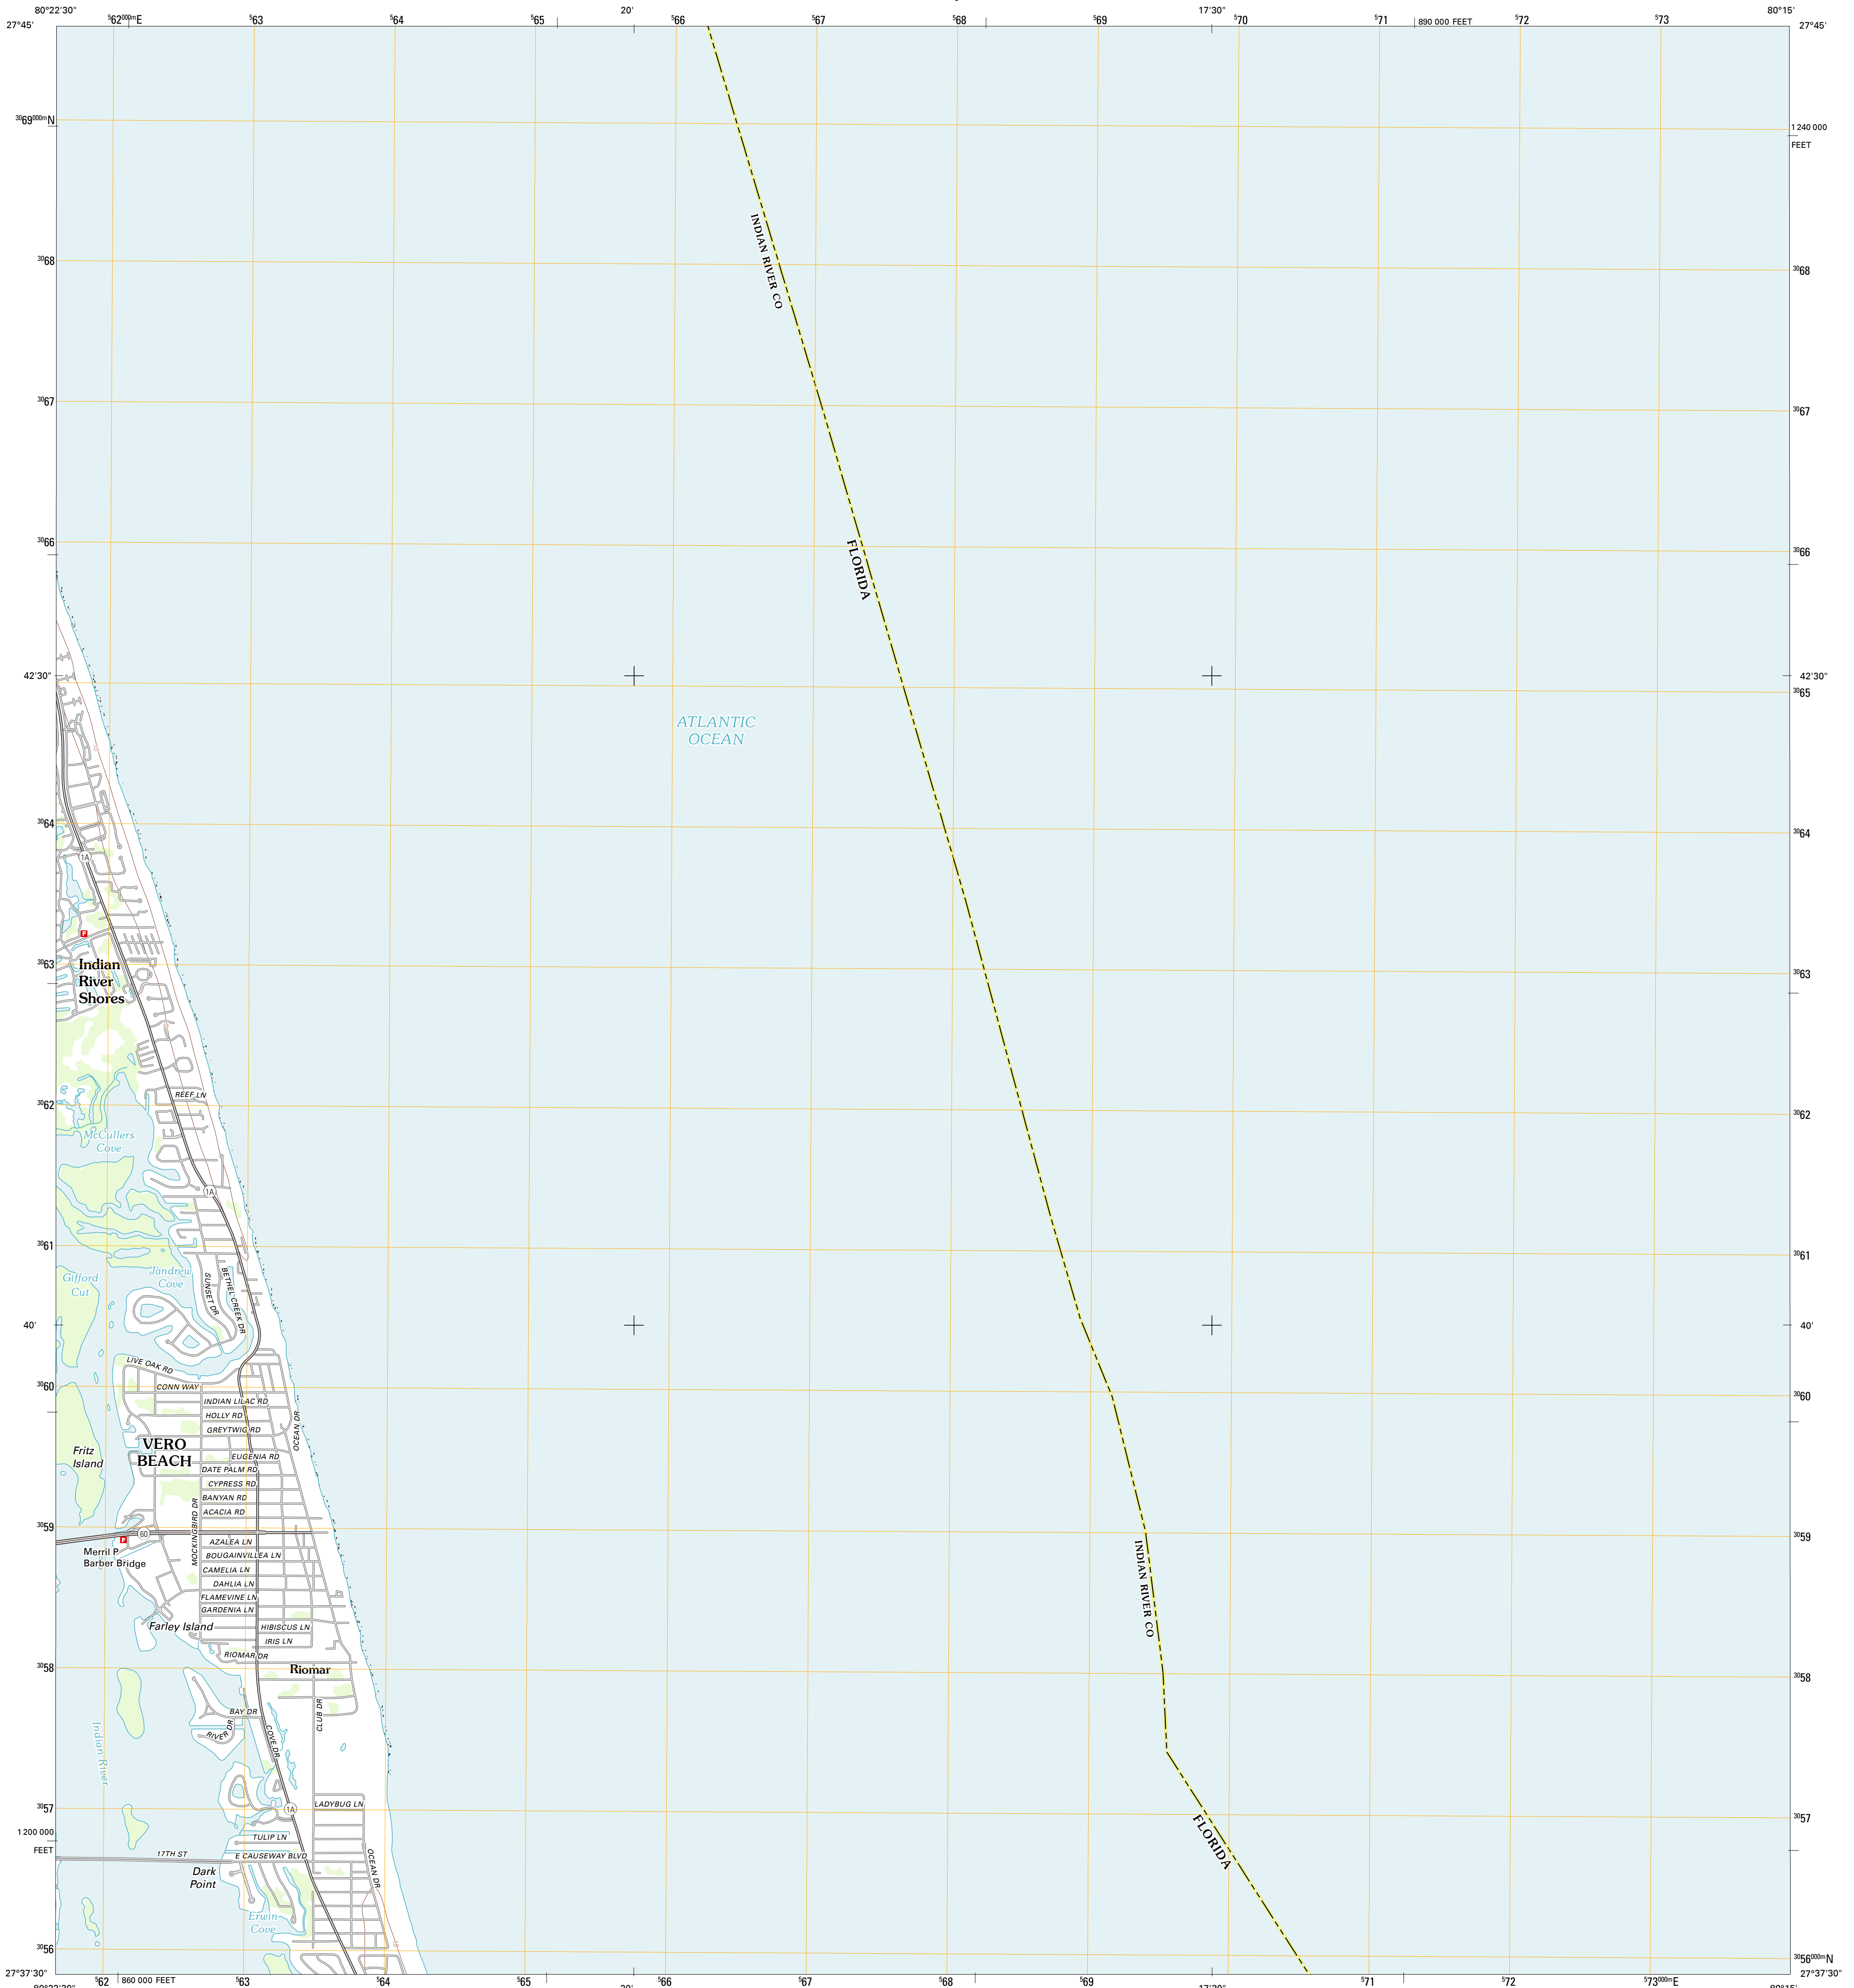 80°22'30" ⁵62⁰⁰⁰ᵐE ⁵63 ⁵64 ⁵65 20' ⁵66 ⁵67 ⁵68 ⁵69 17'30" ⁵70 ⁵71 890 000 FEET ⁵72 ⁵73 80°15'
27°45' 27°45'
³⁰69⁰⁰⁰ᵐN
1 240 000
FEET
INDIAN RIVER CO
³⁰68 ³⁰68
³⁰67 ³⁰67
³⁰66 ³⁰66
FLORIDA
42'30" 42'30"
³⁰65
ATLANTIC
OCEAN
10
³⁰64 ³⁰64
1A
F
³⁰63 ³⁰63
Indian
River
Shores
REEF LN
³⁰62 ³⁰62
McCullers
Cove
1A
³⁰61 ³⁰61
Gifford
Cut
Jandrew
Cove
SUNSET DR
BETHEL CREEK DR
40' 40'
LIVE OAK RD
³⁰60 ³⁰60
CONN WAY
INDIAN LILAC RD
HOLLY RD
GREYTWIG RD
OCEAN DR
VERO
BEACH
Fritz
Island
EUGENIA RD
DATE PALM RD
CYPRESS RD
BANYAN RD
ACACIA RD
MOCKINGBIRD DR
³⁰59 ³⁰59
60
F
Merril P
Barber Bridge
AZALEA LN
BOUGAINVILLEA LN
CAMELIA LN
DAHLIA LN
FLAMEVINE LN
GARDENIA LN
INDIAN RIVER CO
Farley Island
HIBISCUS LN
IRIS LN
RIOMAR DR
Riomar
³⁰58 ³⁰58
BAY DR
RIVER DR
COVE DR
CLUB DR
Indian River
LADYBUG LN
1A
³⁰57 ³⁰57
FLORIDA
1 200 000
FEET
TULIP LN
17TH ST
E CAUSEWAY BLVD
OCEAN DR
Dark
Point
Erwin
Cove
10
³⁰56 ³⁰56⁰⁰⁰ᵐN
27°37'30" 27°37'30"
⁵62 860 000 FEET ⁵63 ⁵64 ⁵65 ⁵66 ⁵67 ⁵68 ⁵69 ⁵71 ⁵72 ⁵73⁰⁰⁰ᵐE